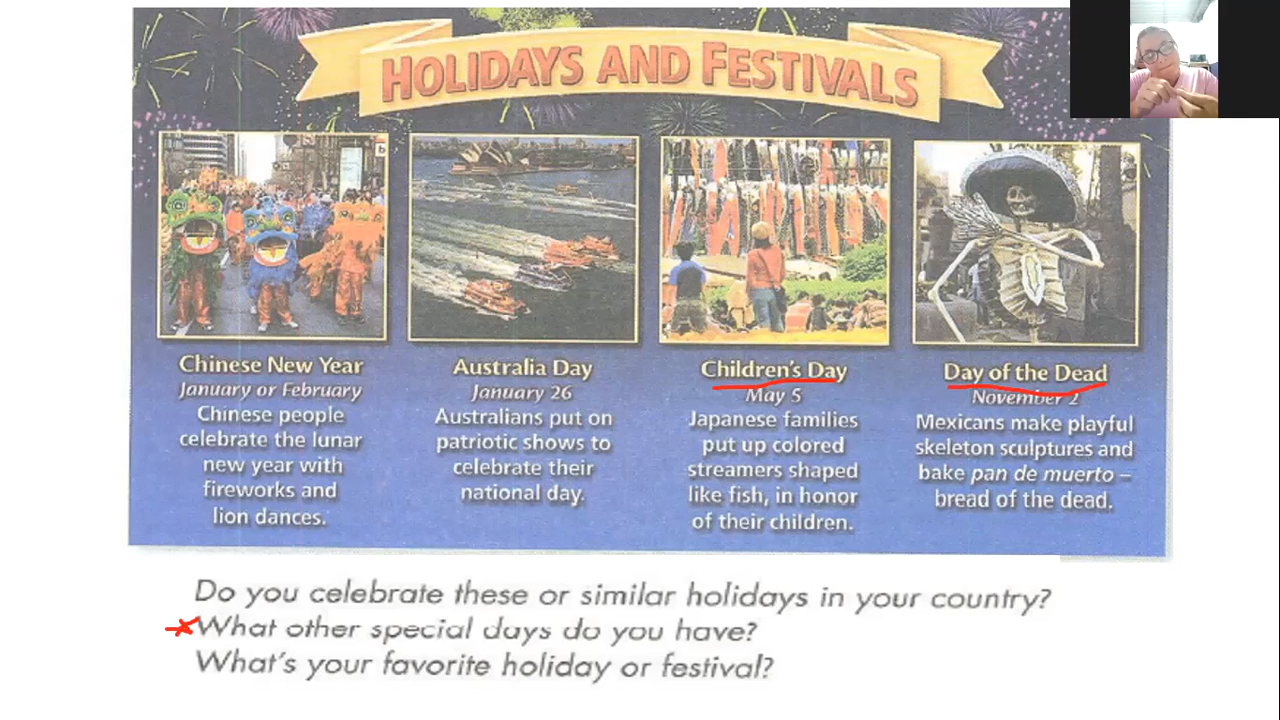 HOLIDAYS AND FESTIVALS
Chinese New Year
January or February
Chinese people
celebrate the lunar
new year with
fireworks and
lion dances.
Australia Day
January 26
Australians put on
patriotic shows to
celebrate their
national day.
Children's Day
May 5
Japanese families
put up colored
streamers shaped
like fish, in honor
of their children.
Day of the Dead
November 2
Mexicans make playful
skeleton sculptures and
bake pan de muerto –
bread of the dead.
Do you celebrate these or similar holidays in your country?
What other special days do you have?
What's your favorite holiday or festival?